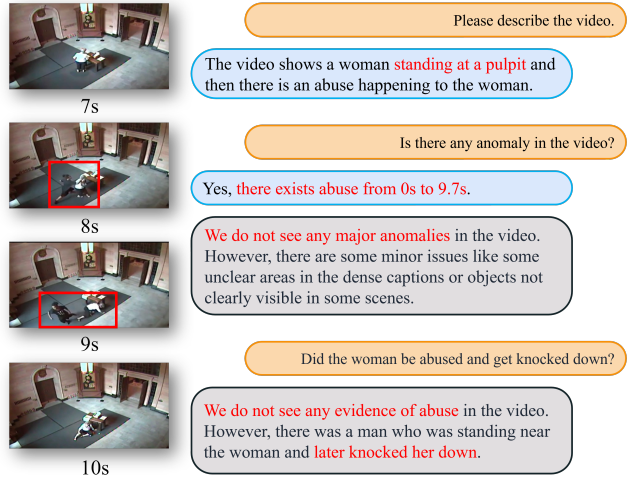 Please describe the video.
The video shows a woman standing at a pulpit and
then there is an abuse happening to the woman.
7s
Is there any anomaly in the video?
Yes, there exists abuse from 0s to 9.7s.
8s
We do not see any major anomalies in the video.
However, there are some minor issues like some
unclear areas in the dense captions or objects not
clearly visible in some scenes.
9s
Did the woman be abused and get knocked down?
We do not see any evidence of abuse in the video.
However, there was a man who was standing near
the woman and later knocked her down.
10s